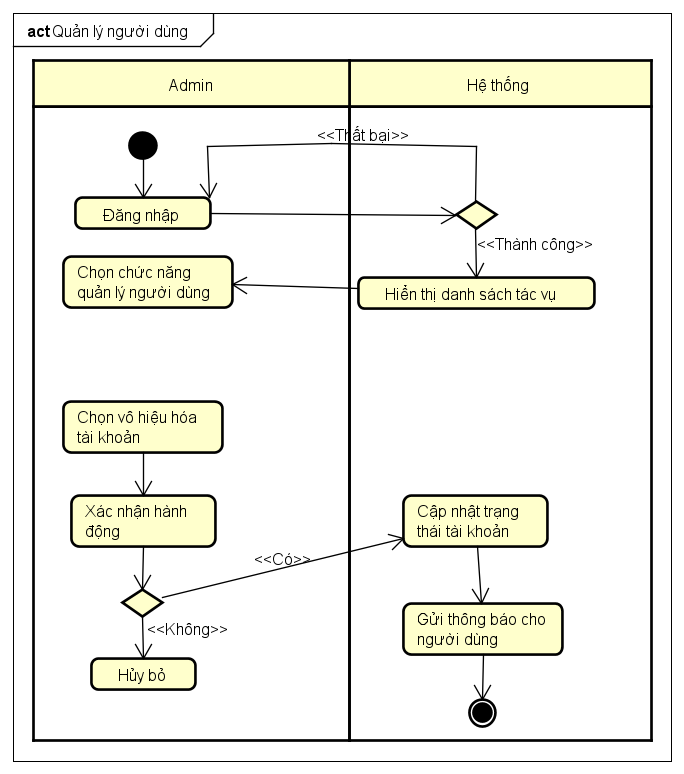 act Quản lý người dùng
Admin
Hệ thống
<<Thất bại>>
Đăng nhập
<<Thành công>>
Chọn chức năng
quản lý người dùng
Hiển thị danh sách tác vụ
Chọn vô hiệu hóa
tài khoản
Xác nhận hành
động
Cập nhật trạng
thái tài khoản
<<Có>>
<<Không>>
Gửi thông báo cho
người dùng
Hủy bỏ